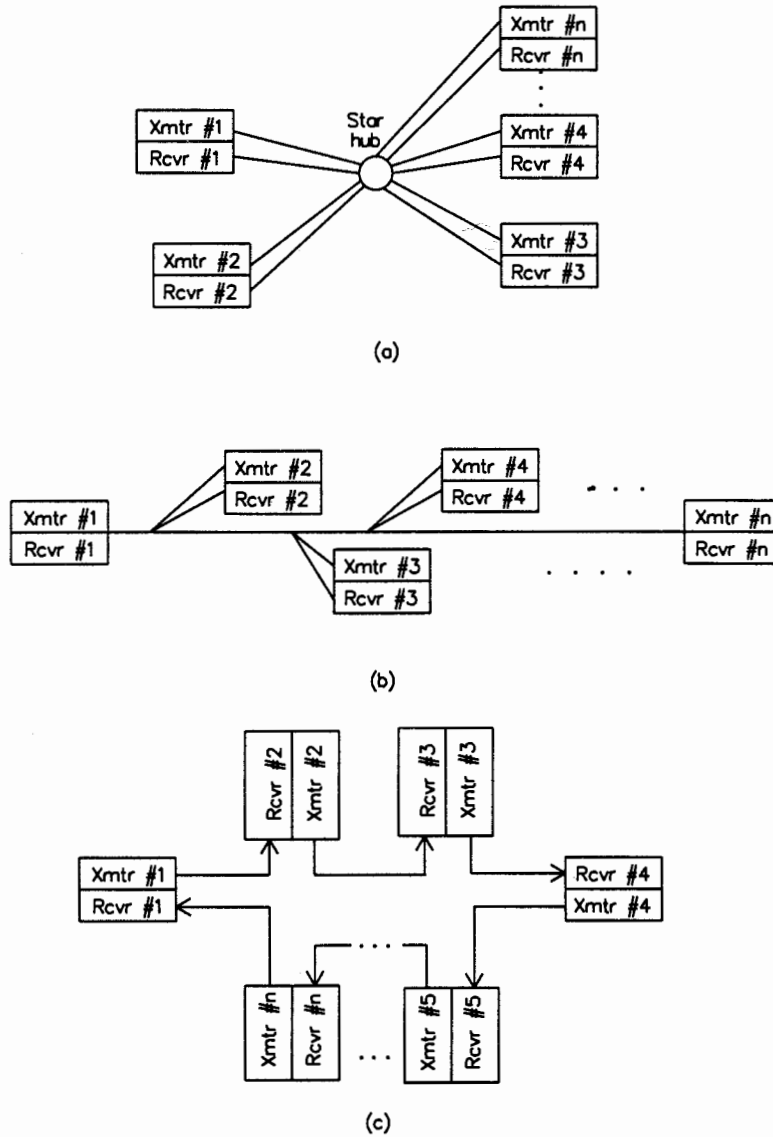 Xmtr #n
Rcvr #n
Xmtr #1
Rcvr #1
Star
hub
Xmtr #4
Rcvr #4
Xmtr #2
Rcvr #2
Xmtr #3
Rcvr #3
(a)
Xmtr #2
Rcvr #2
Xmtr #4
Rcvr #4
Xmtr #1
Rcvr #1
Xmtr #n
Rcvr #n
Xmtr #3
Rcvr #3
(b)
Rcvr #2
Xmtr #2
Rcvr #3
Xmtr #3
Xmtr #1
Rcvr #1
Rcvr #4
Xmtr #4
Xmtr #n
Rcvr #n
Xmtr #5
Rcvr #5
(c)